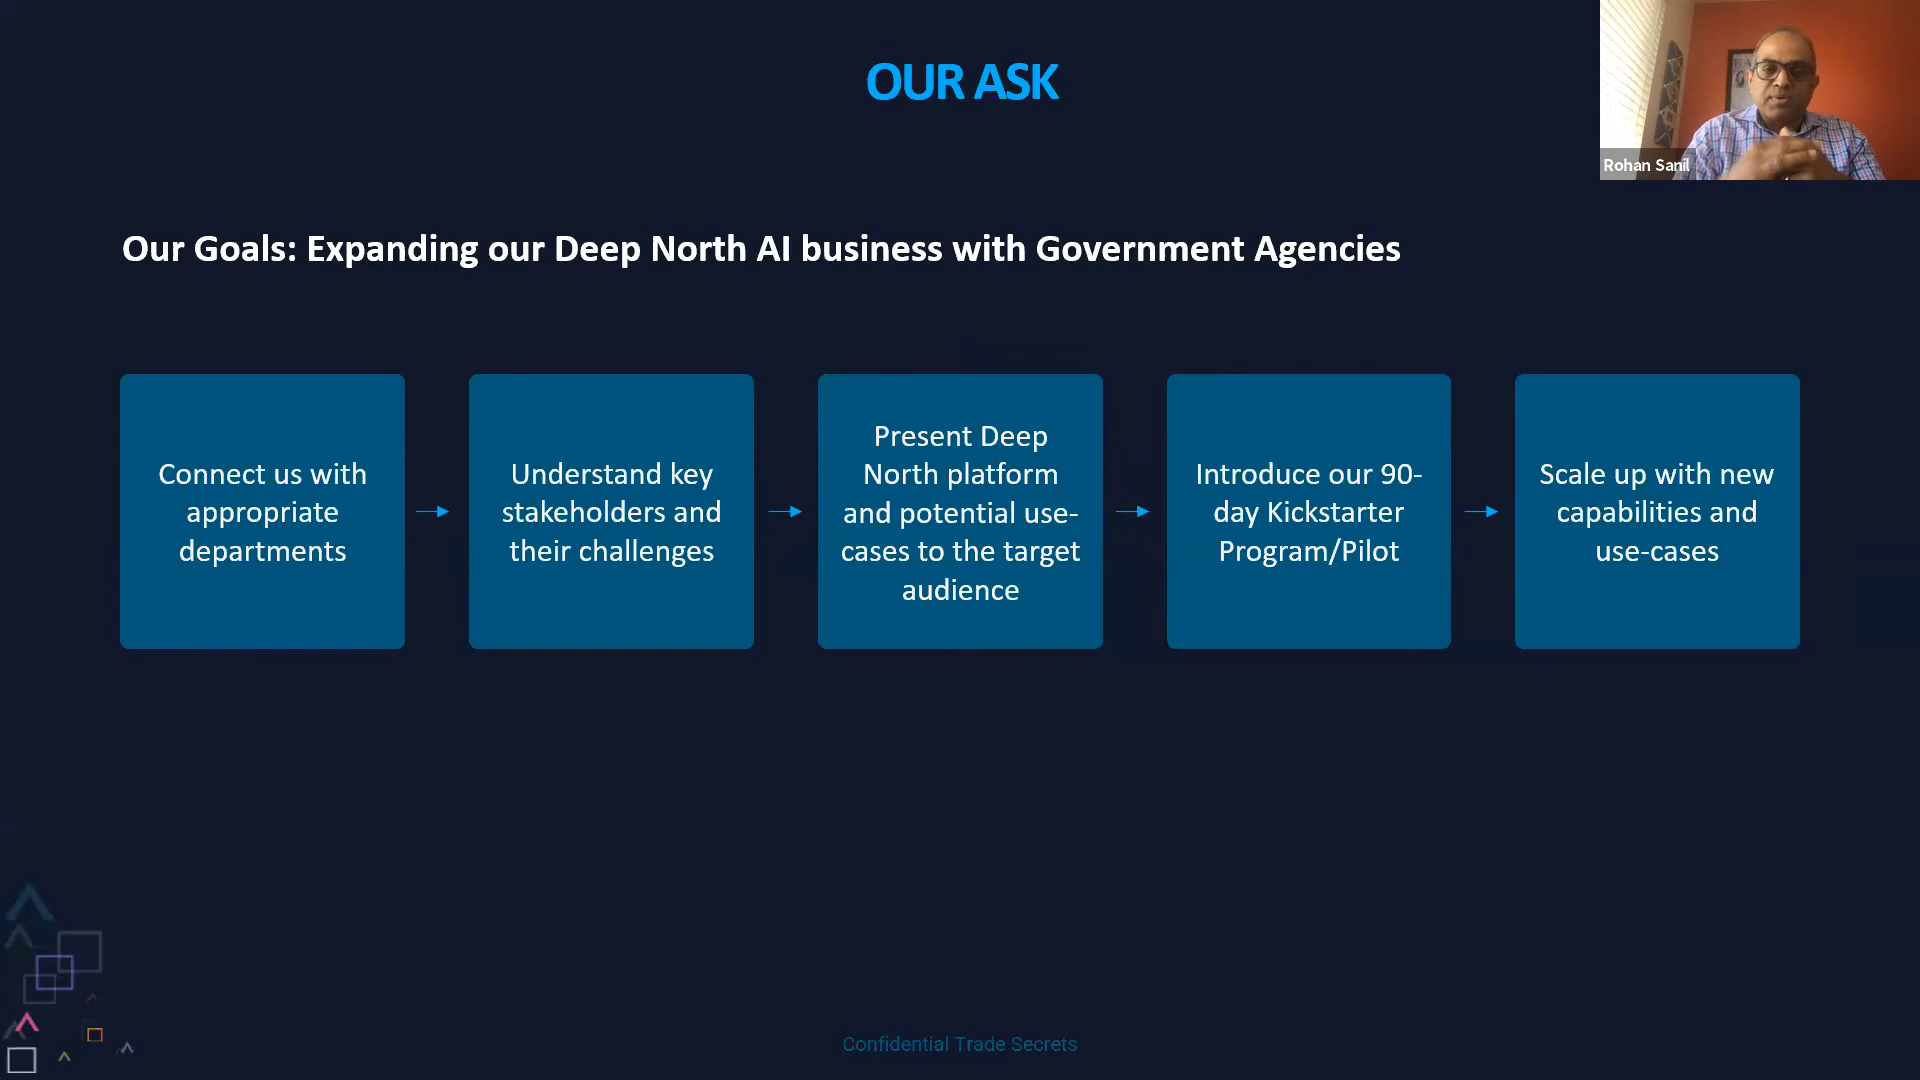 OUR ASK
Rohan Sanil
Our Goals: Expanding our Deep North AI business with Government Agencies
Connect us with
appropriate
departments
Understand key
stakeholders and
their challenges
Present Deep
North platform
and potential use-
cases to the target
audience
Introduce our 90-
day Kickstarter
Program/Pilot
Scale up with new
capabilities and
use-cases
Confidential Trade Secrets